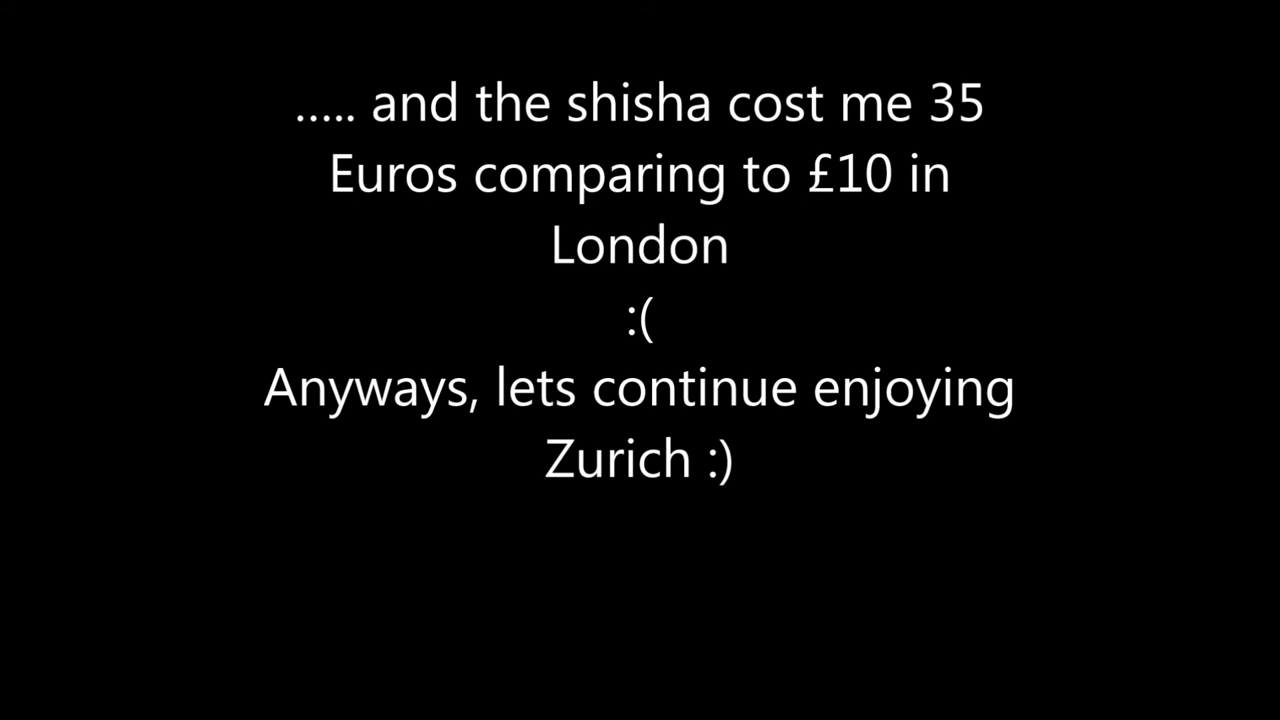 ..... and the shisha cost me 35
Euros comparing to £10 in
London
:(
Anyways, lets continue enjoying
Zurich :)